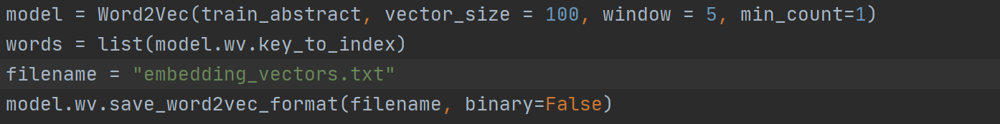 model = Word2Vec(train_abstract, vector_size = 100, window = 5, min_count=1)
words = list(model.wv.key_to_index)
filename = "embedding_vectors.txt"
model.wv.save_word2vec_format(filename, binary=False)